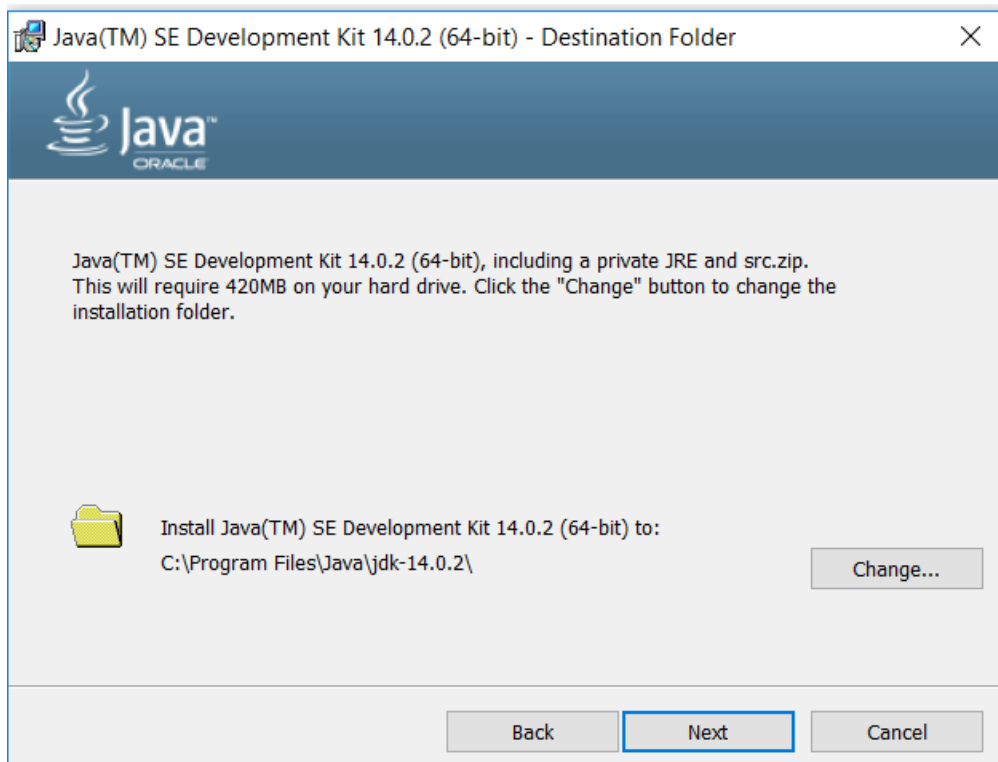 Java(TM) SE Development Kit 14.0.2 (64-bit) - Destination Folder
Java™
ORACLE
Java(TM) SE Development Kit 14.0.2 (64-bit), including a private JRE and src.zip.
This will require 420MB on your hard drive. Click the "Change" button to change the
installation folder.
Install Java(TM) SE Development Kit 14.0.2 (64-bit) to:
C:\Program Files\Java\jdk-14.0.2\
Change...
Back
Next
Cancel